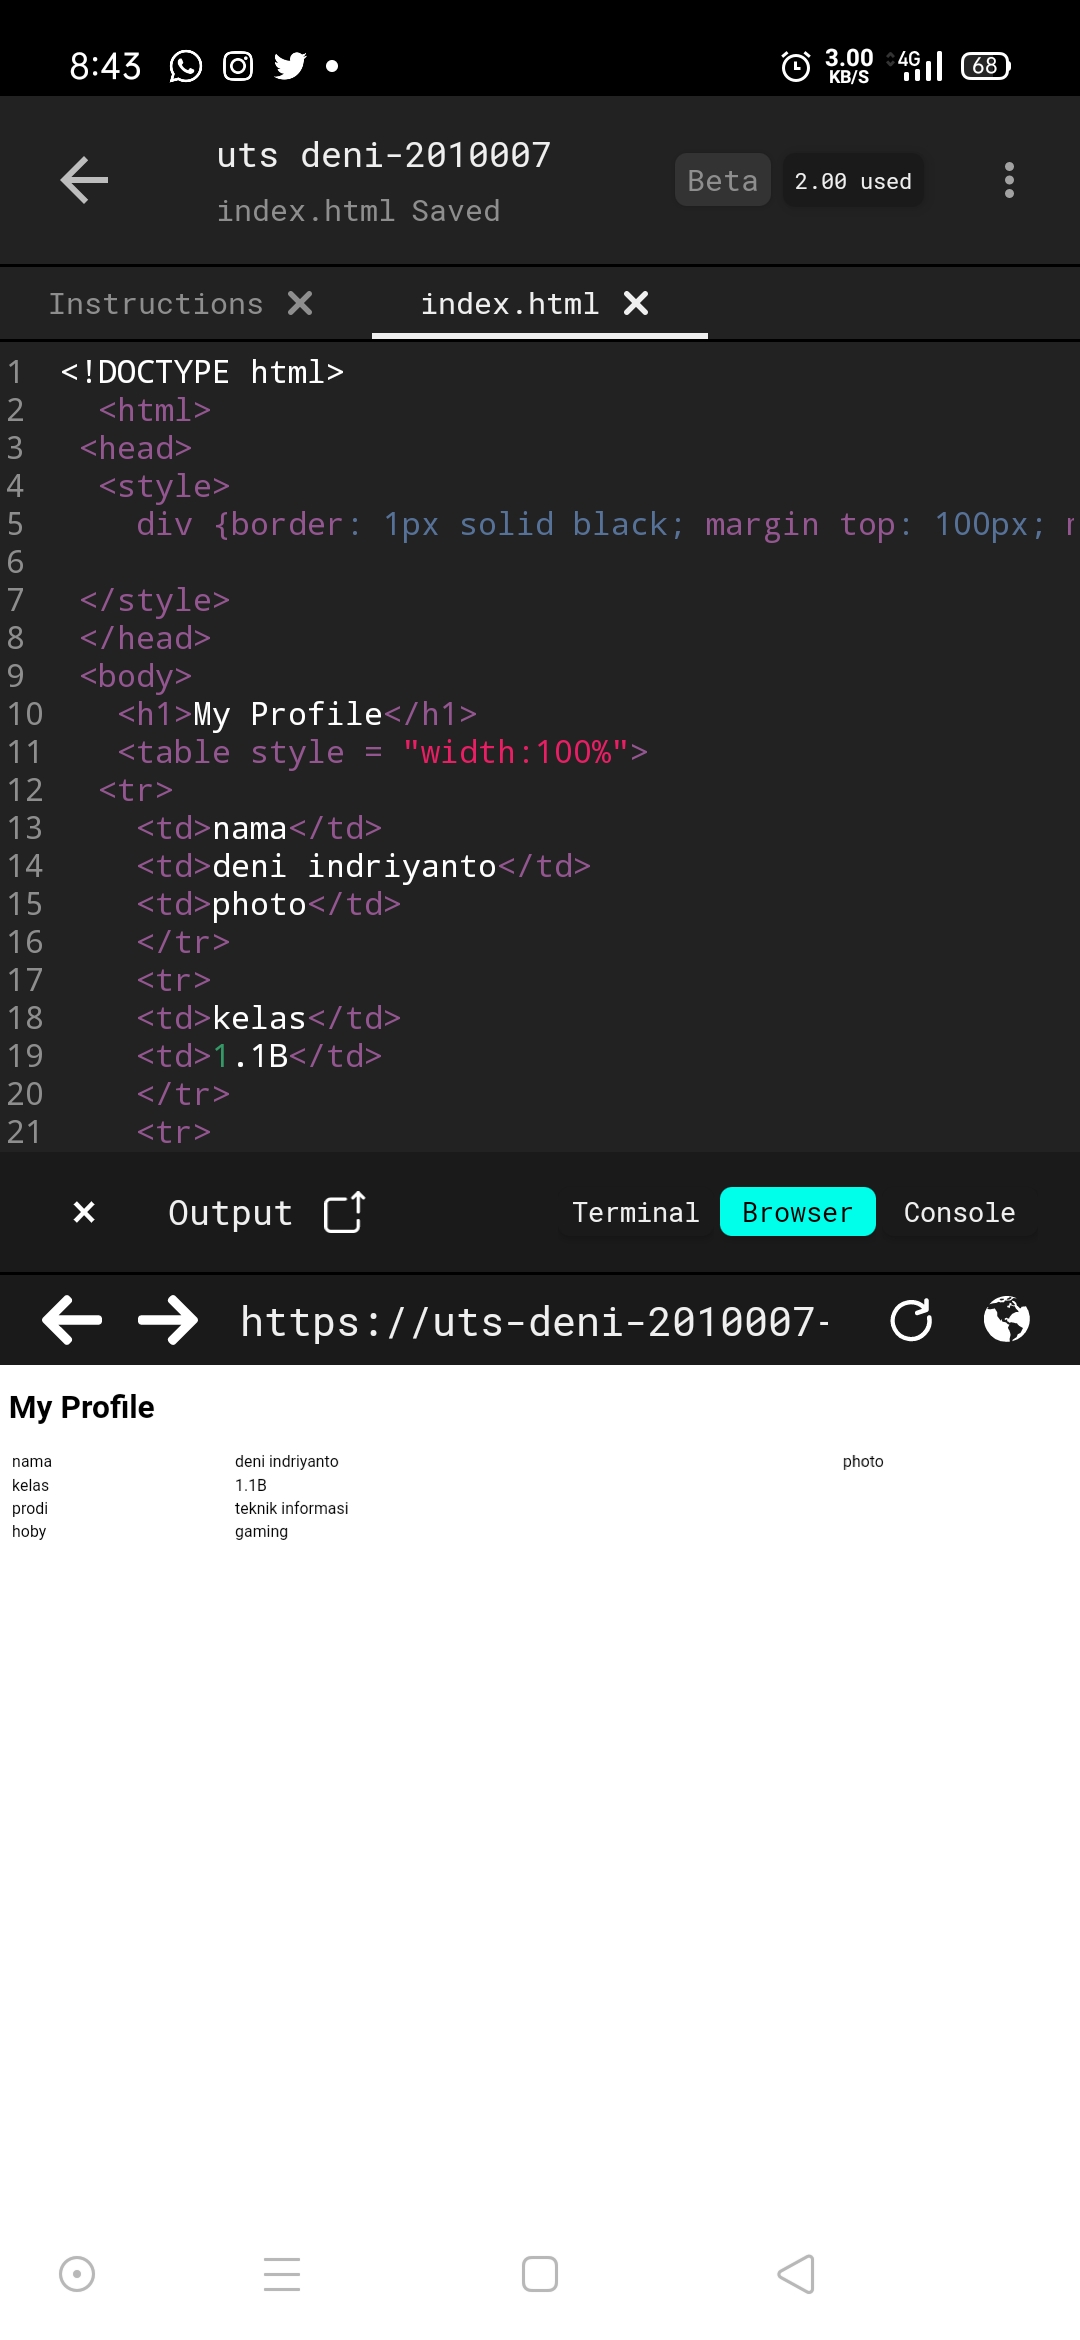 8:43 3.00 KB/S 4G 68
uts deni-2010007
index.html Saved
Beta 2.00 used
Instructions index.html
1 <!DOCTYPE html>
2 <html>
3 <head>
4 <style>
5 div {border: 1px solid black; margin top: 100px;
6
7 </style>
8 </head>
9 <body>
10 <h1>My Profile</h1>
11 <table style = "width:100%">
12 <tr>
13 <td>nama</td>
14 <td>deni indriyanto</td>
15 <td>photo</td>
16 </tr>
17 <tr>
18 <td>kelas</td>
19 <td>1.1B</td>
20 </tr>
21 <tr>
Output Terminal Browser Console
https://uts-deni-2010007-
My Profile
nama deni indriyanto photo
kelas 1.1B
prodi teknik informasi
hoby gaming